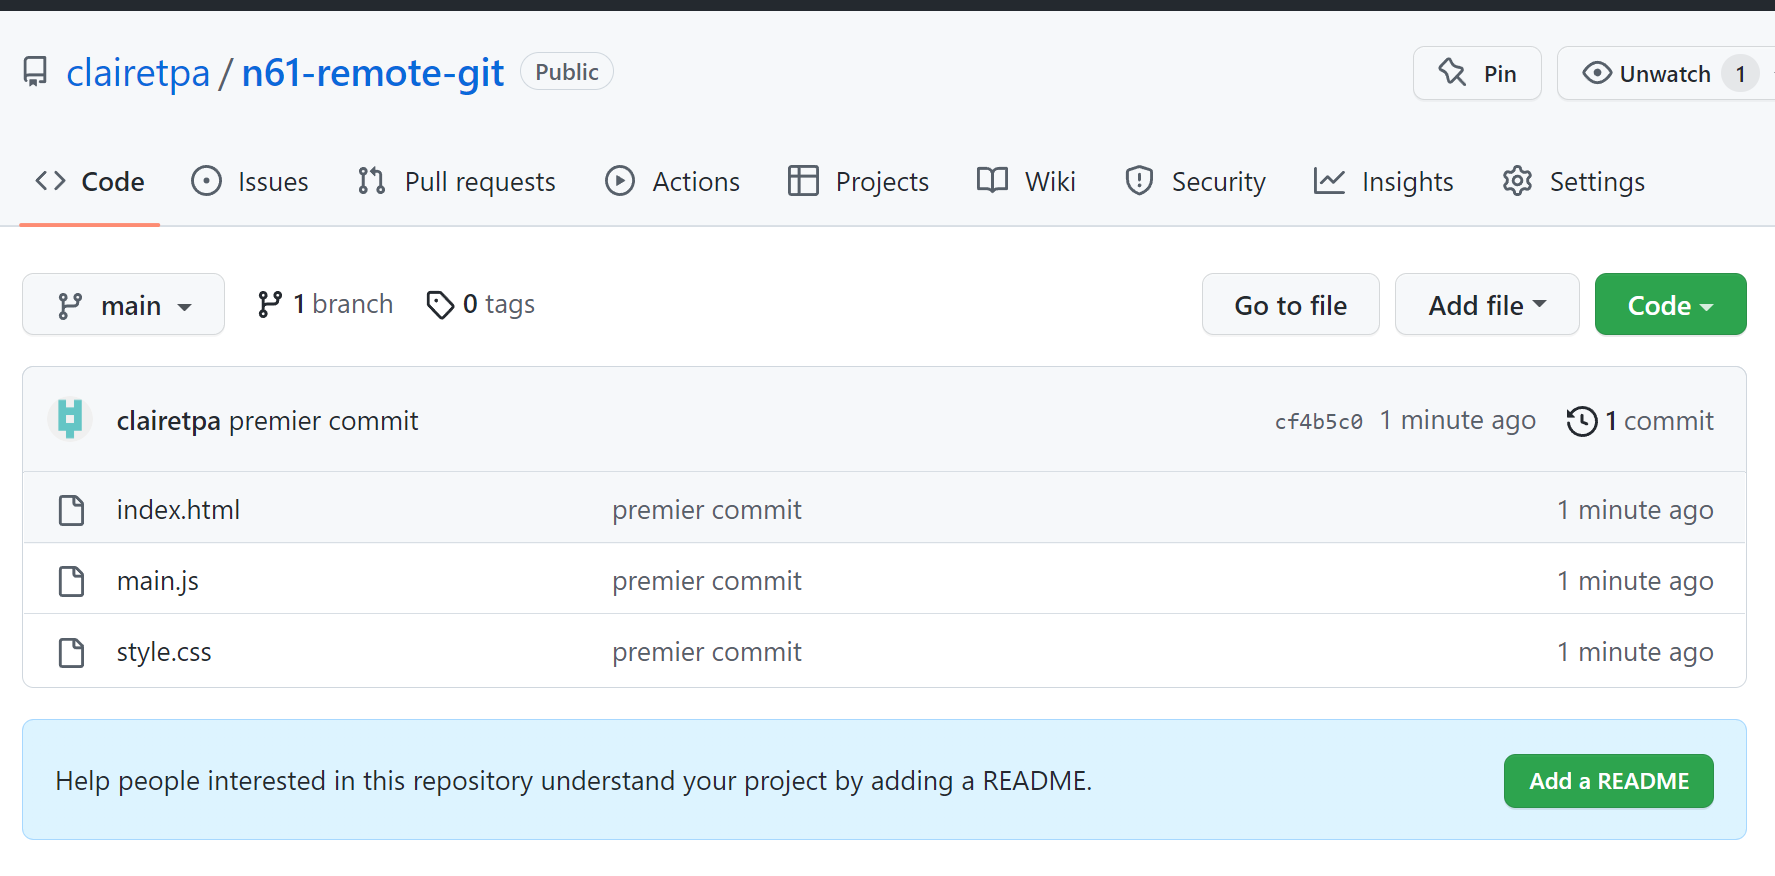 clairetpa / n61-remote-git Public Pin Unwatch 1
Code Issues Pull requests Actions Projects Wiki Security Insights Settings
main 1 branch 0 tags Go to file Add file Code
clairetpa premier commit cf4b5c0 1 minute ago 1 commit
index.html premier commit 1 minute ago
main.js premier commit 1 minute ago
style.css premier commit 1 minute ago
Help people interested in this repository understand your project by adding a README. Add a README